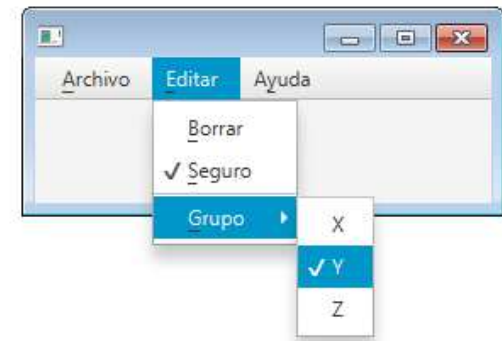 Archivo Editar Ayuda
Borrar
✓ Seguro
Grupo
X
✓ Y
Z